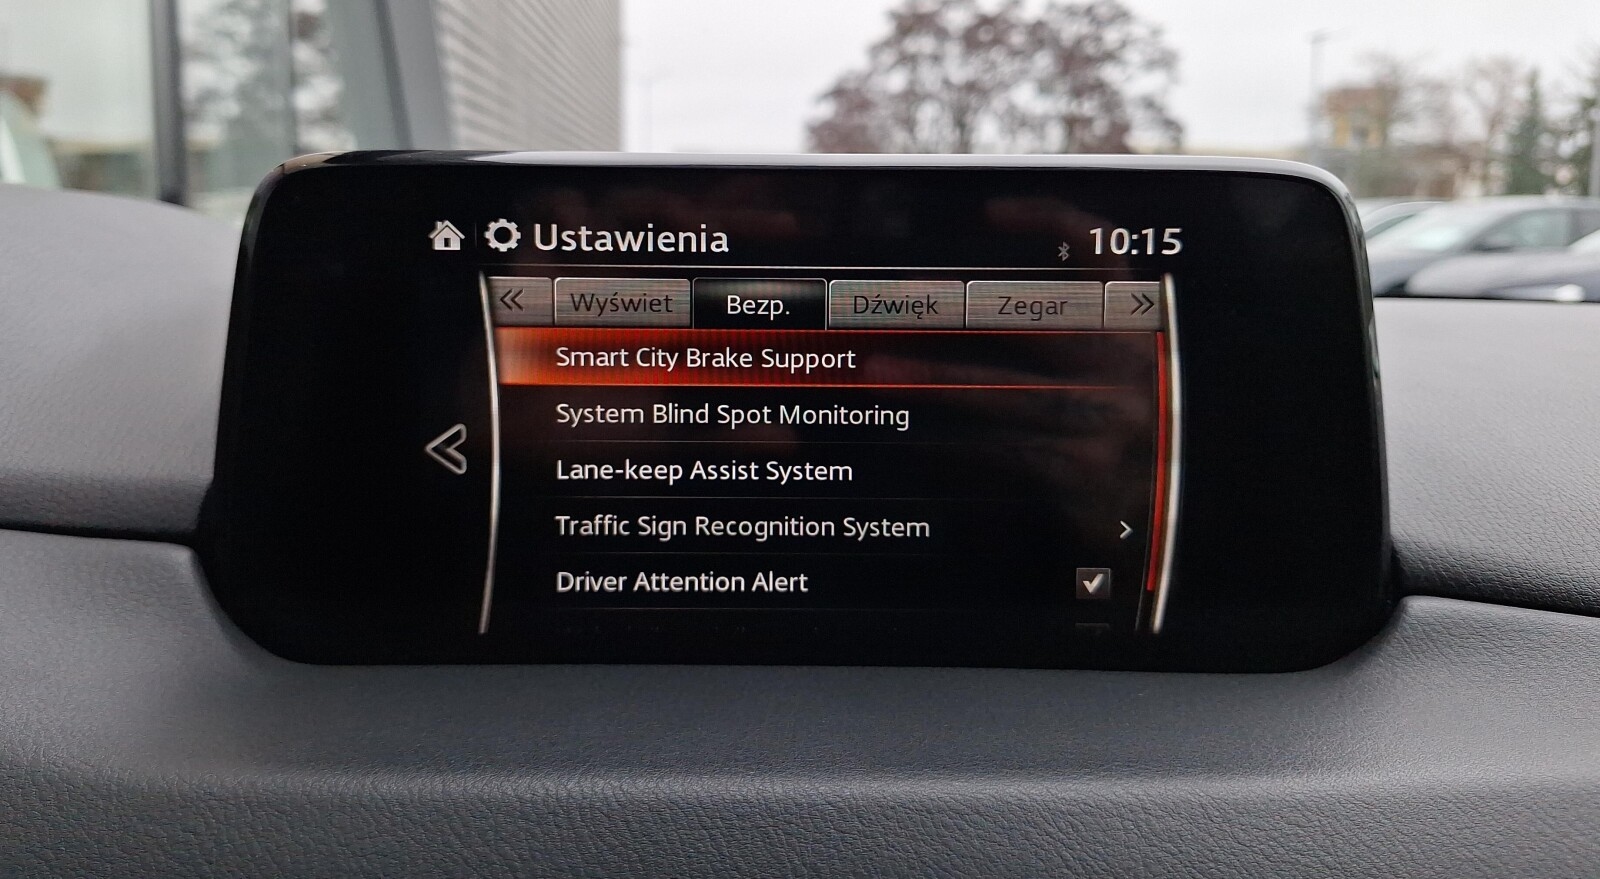 Ustawienia 10:15
Wyświet Bezp. Dźwięk Zegar
Smart City Brake Support
System Blind Spot Monitoring
Lane-keep Assist System
Traffic Sign Recognition System
Driver Attention Alert